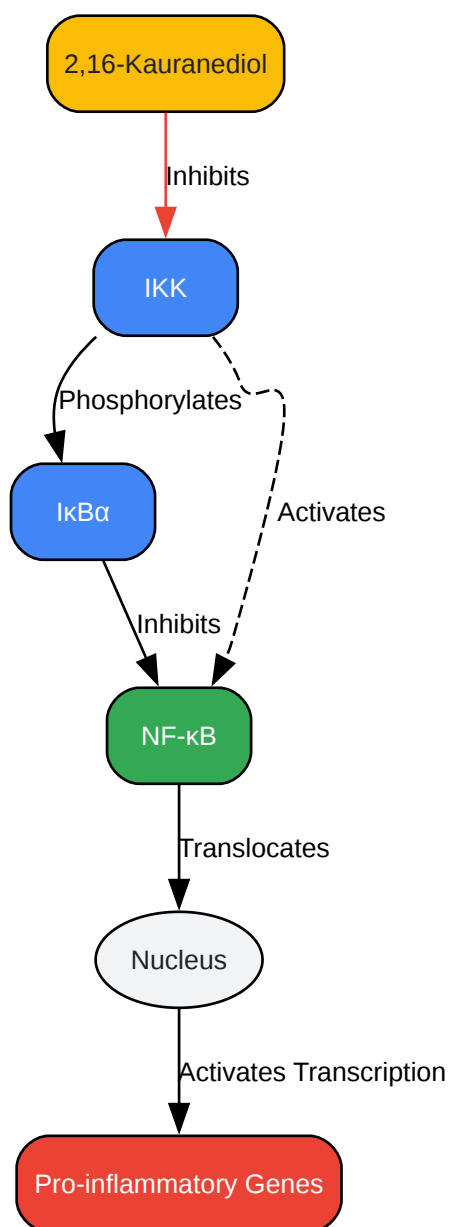 2,16-Kauranediol
Inhibits
IKK
Phosphorylates
IκBα
Activates
Inhibits
NF-κB
Translocates
Nucleus
Activates Transcription
Pro-inflammatory Genes